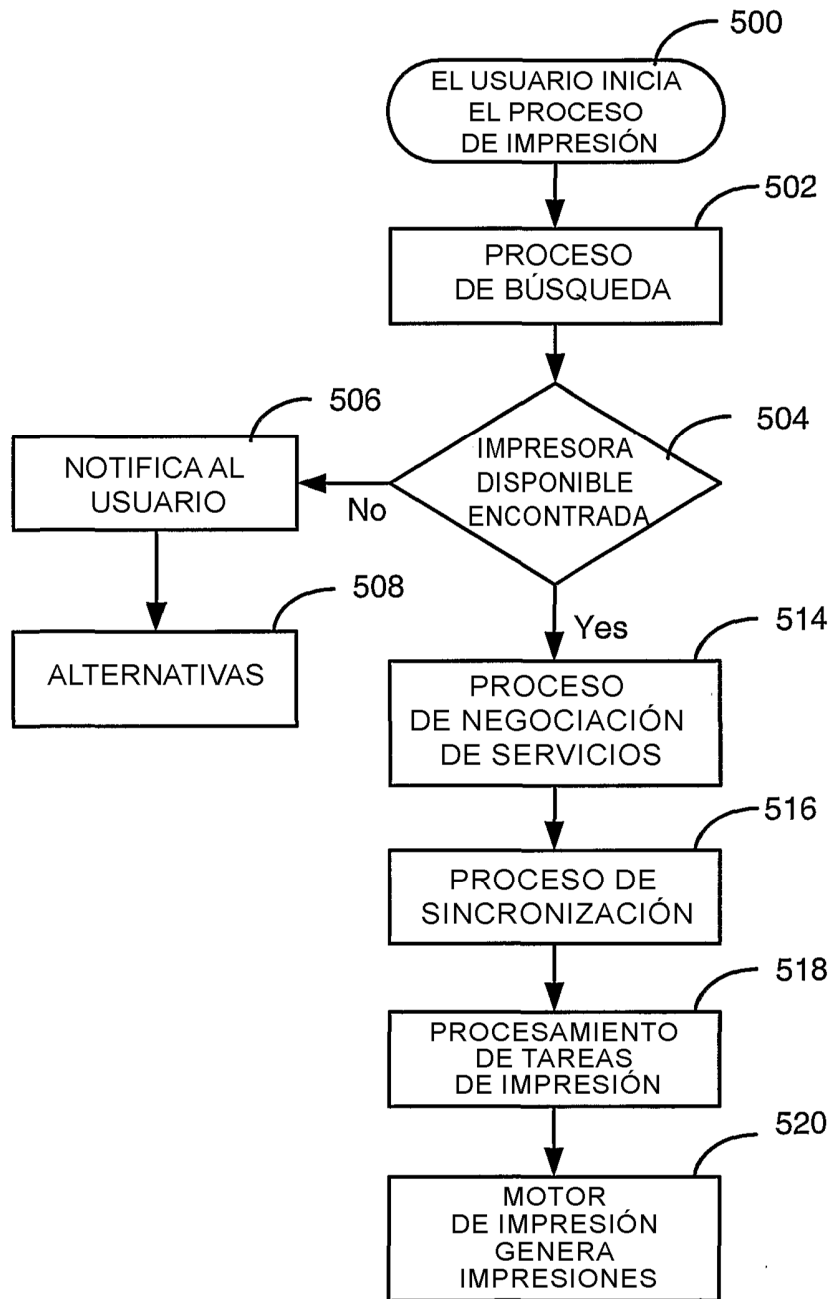 500
EL USUARIO INICIA
EL PROCESO
DE IMPRESIÓN
502
PROCESO
DE BÚSQUEDA
504
IMPRESORA
DISPONIBLE
ENCONTRADA
506
NOTIFICA AL
USUARIO
No
508
ALTERNATIVAS
Yes
514
PROCESO
DE NEGOCIACIÓN
DE SERVICIOS
516
PROCESO DE
SINCRONIZACIÓN
518
PROCESAMIENTO
DE TAREAS
DE IMPRESIÓN
520
MOTOR
DE IMPRESIÓN
GENERA
IMPRESIONES